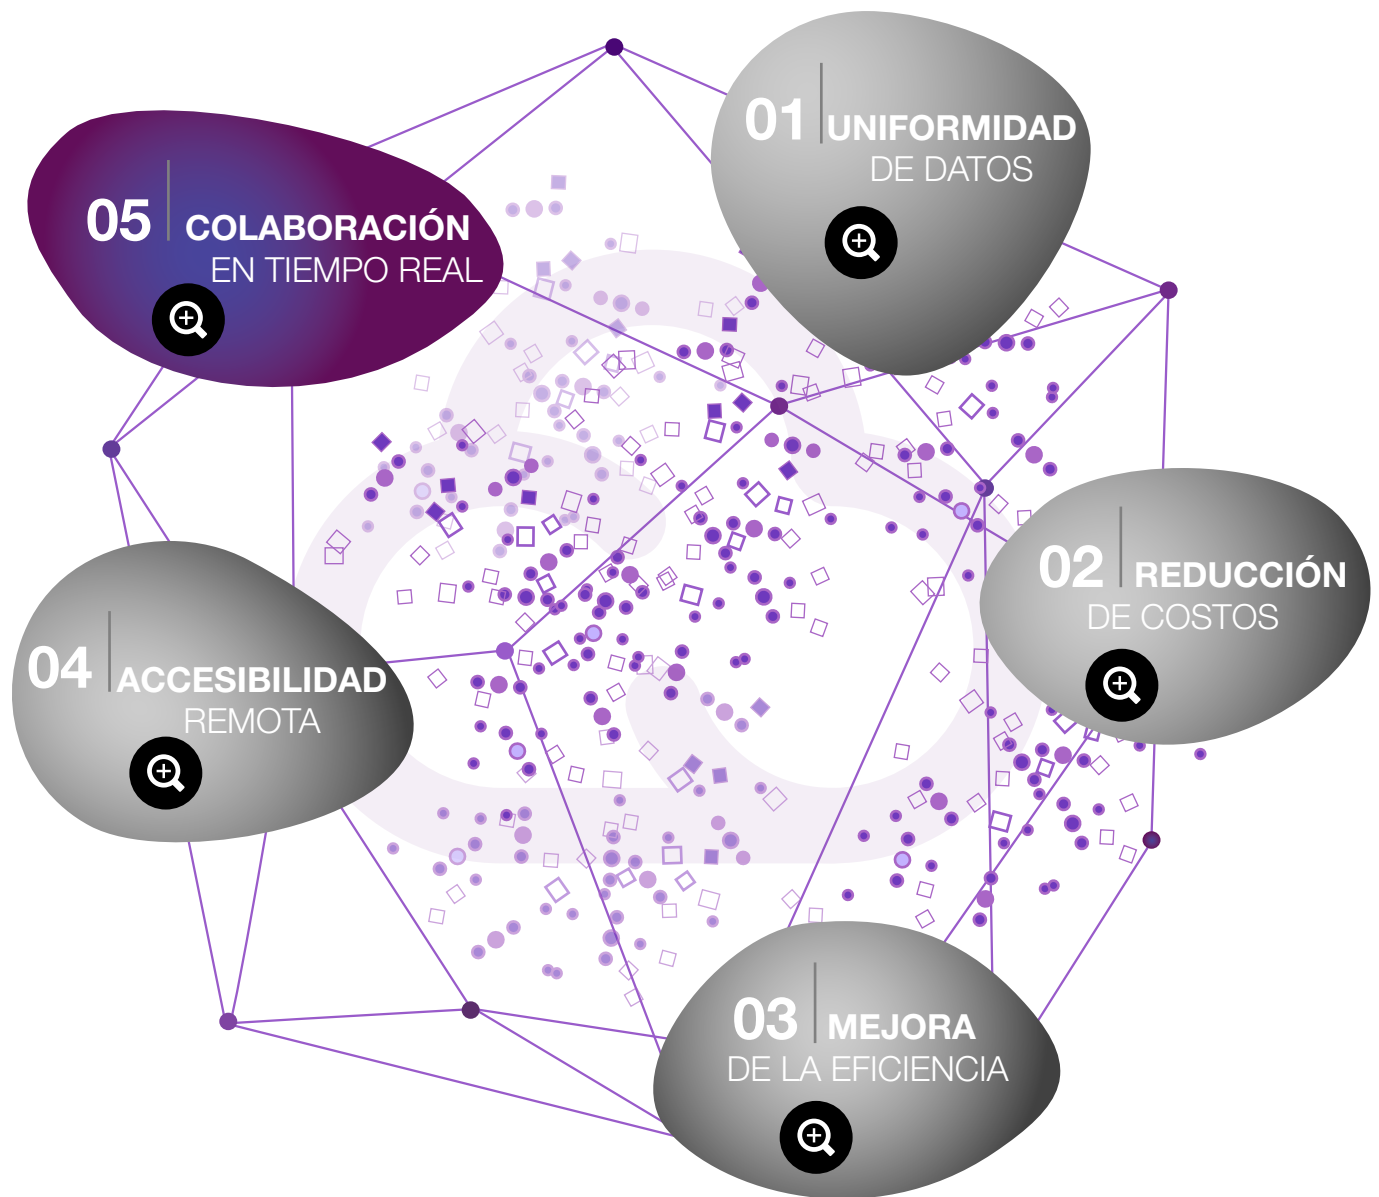 01 UNIFORMIDAD
DE DATOS
02 REDUCCIÓN
DE COSTOS
03 MEJORA
DE LA EFICIENCIA
04 ACCESIBILIDAD
REMOTA
05 COLABORACIÓN
EN TIEMPO REAL